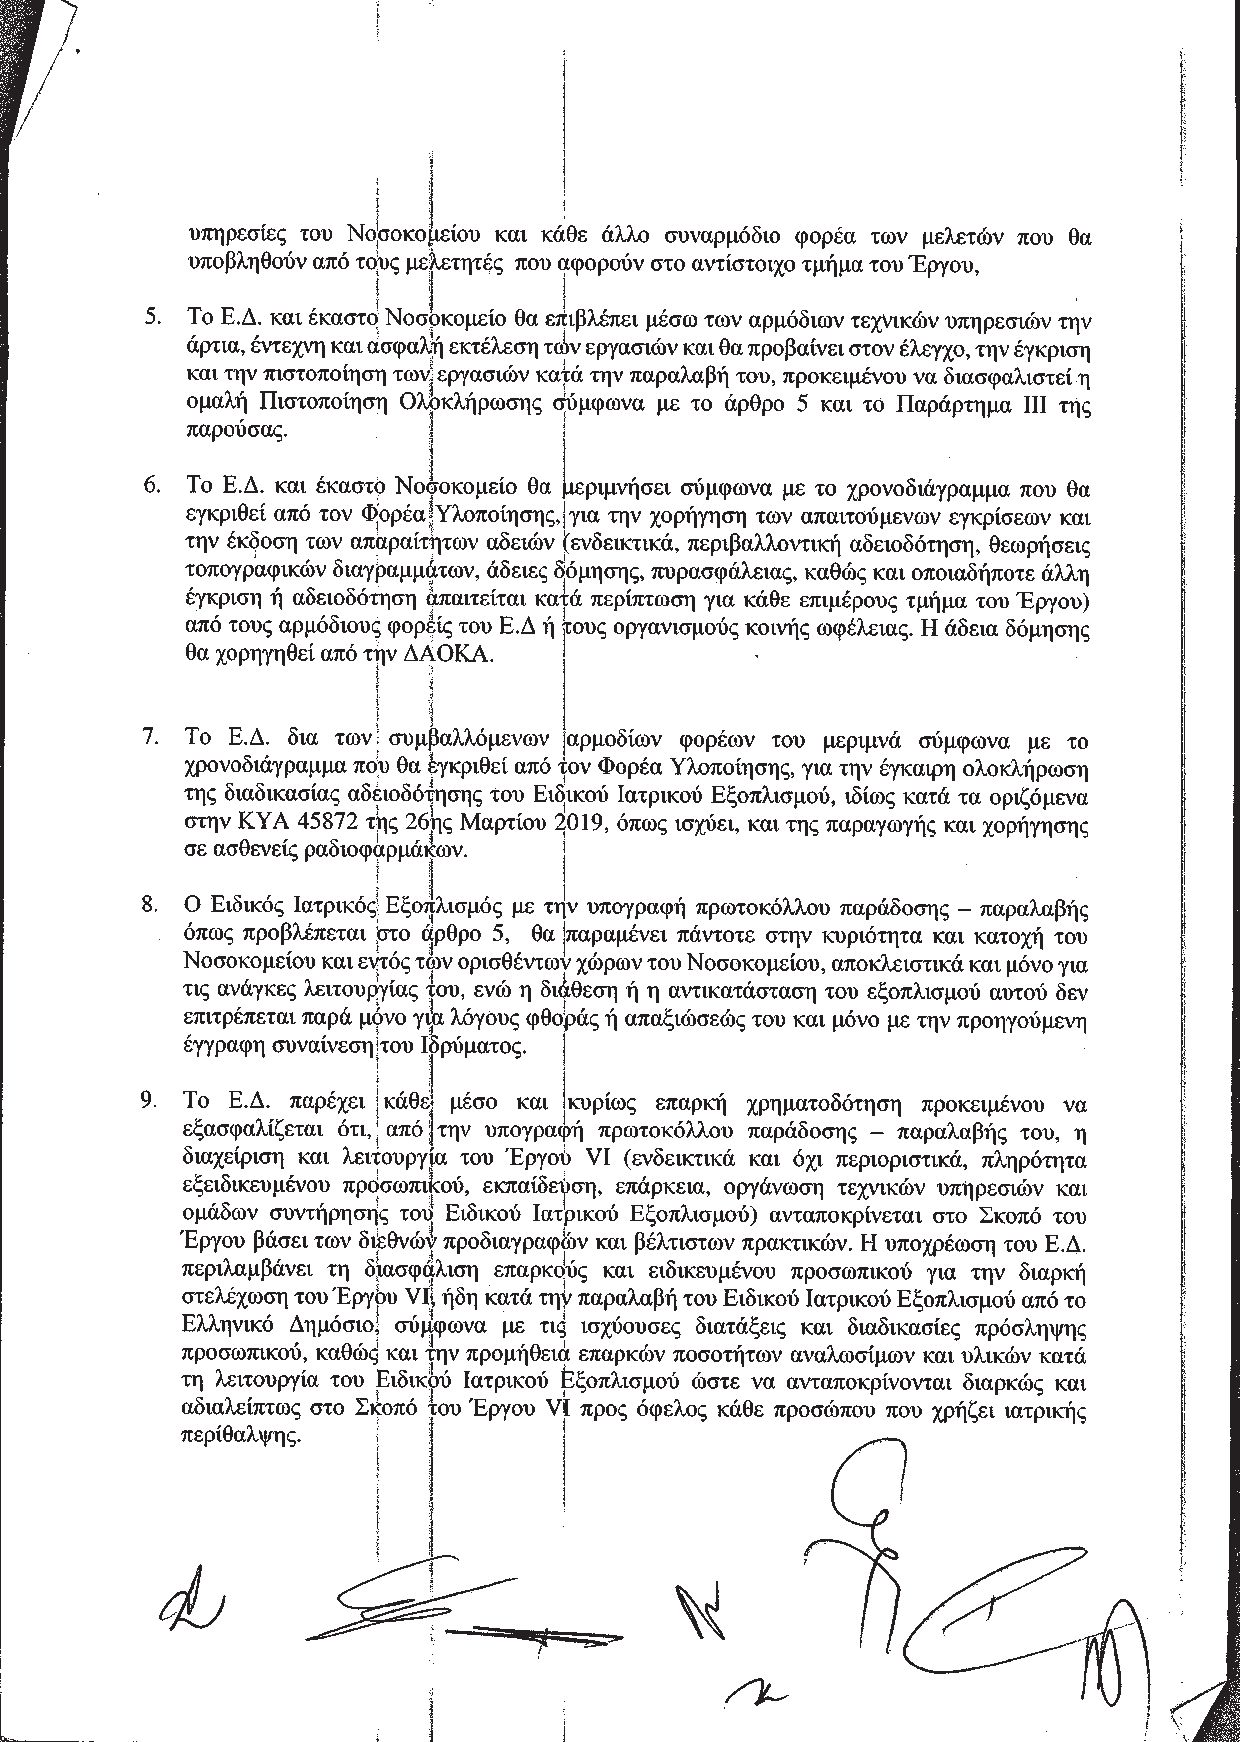 υπηρεσίες του Νοσοκομείου και κάθε άλλο συναρμόδιο φορέα των μελετών που θα
υποβληθούν από τους μελετητές που αφορούν στο αντίστοιχο τμήμα του Έργου,
5. Το Ε.Δ. και έκαστο Νοσοκομείο θα επιβλέπει μέσω των αρμόδιων τεχνικών υπηρεσιών την
άρτια, έντεχνη και ασφαλή εκτέλεση των εργασιών και θα προβαίνει στον έλεγχο, την έγκριση
και την πιστοποίηση των εργασιών κατά την παραλαβή του, προκειμένου να διασφαλιστεί η
ομαλή Πιστοποίηση Ολοκλήρωσης σύμφωνα με το άρθρο 5 και το Παράρτημα ΙΙΙ της
παρούσας.
6. Το Ε.Δ. και έκαστο Νοσοκομείο θα μεριμνήσει σύμφωνα με το χρονοδιάγραμμα που θα
εγκριθεί από τον Φορέα Υλοποίησης, για την χορήγηση των απαιτούμενων εγκρίσεων και
την έκδοση των απαραίτητων αδειών (ενδεικτικά, περιβαλλοντική αδειοδότηση, θεωρήσεις
τοπογραφικών διαγραμμάτων, άδειες δόμησης, πυρασφάλειας, καθώς και οποιαδήποτε άλλη
έγκριση ή αδειοδότηση απαιτείται κατά περίπτωση για κάθε επιμέρους τμήμα του Έργου)
από τους αρμόδιους φορείς του Ε.Δ ή τους οργανισμούς κοινής ωφέλειας. Η άδεια δόμησης
θα χορηγηθεί από την ΔΑΟΚΑ.
7. Το Ε.Δ. δια των συμβαλλόμενων αρμοδίων φορέων του μεριμνά σύμφωνα με το
χρονοδιάγραμμα που θα εγκριθεί από τον Φορέα Υλοποίησης, για την έγκαιρη ολοκλήρωση
της διαδικασίας αδειοδότησης του Ειδικού Ιατρικού Εξοπλισμού, ιδίως κατά τα οριζόμενα
στην ΚΥΑ 45872 της 26ης Μαρτίου 2019, όπως ισχύει, και της παραγωγής και χορήγησης
σε ασθενείς ραδιοφαρμάκων.
8. Ο Ειδικός Ιατρικός Εξοπλισμός με την υπογραφή πρωτοκόλλου παράδοσης – παραλαβής
όπως προβλέπεται στο άρθρο 5, θα παραμένει πάντοτε στην κυριότητα και κατοχή του
Νοσοκομείου και εντός των ορισθέντων χώρων του Νοσοκομείου, αποκλειστικά και μόνο για
τις ανάγκες λειτουργίας του, ενώ η διάθεση ή η αντικατάσταση του εξοπλισμού αυτού δεν
επιτρέπεται παρά μόνο για λόγους φθοράς ή απαξιώσεώς του και μόνο με την προηγούμενη
έγγραφη συναίνεση του Ιδρύματος.
9. Το Ε.Δ. παρέχει κάθε μέσο και κυρίως επαρκή χρηματοδότηση προκειμένου να
εξασφαλίζεται ότι, από την υπογραφή πρωτοκόλλου παράδοσης – παραλαβής του, η
διαχείριση και λειτουργία του Έργου VI (ενδεικτικά και όχι περιοριστικά, πληρότητα
εξειδικευμένου προσωπικού, εκπαίδευση, επάρκεια, οργάνωση τεχνικών υπηρεσιών και
ομάδων συντήρησης του Ειδικού Ιατρικού Εξοπλισμού) ανταποκρίνεται στο Σκοπό του
Έργου βάσει των διεθνών προδιαγραφών και βέλτιστων πρακτικών. Η υποχρέωση του Ε.Δ.
περιλαμβάνει τη διασφάλιση επαρκούς και ειδικευμένου προσωπικού για την διαρκή
στελέχωση του Έργου VI, ήδη κατά την παραλαβή του Ειδικού Ιατρικού Εξοπλισμού από το
Ελληνικό Δημόσιο, σύμφωνα με τις ισχύουσες διατάξεις και διαδικασίες πρόσληψης
προσωπικού, καθώς και την προμήθεια επαρκών ποσοτήτων αναλωσίμων και υλικών κατά
τη λειτουργία του Ειδικού Ιατρικού Εξοπλισμού ώστε να ανταποκρίνονται διαρκώς και
αδιαλείπτως στο Σκοπό του Έργου VI προς όφελος κάθε προσώπου που χρήζει ιατρικής
περίθαλψης.